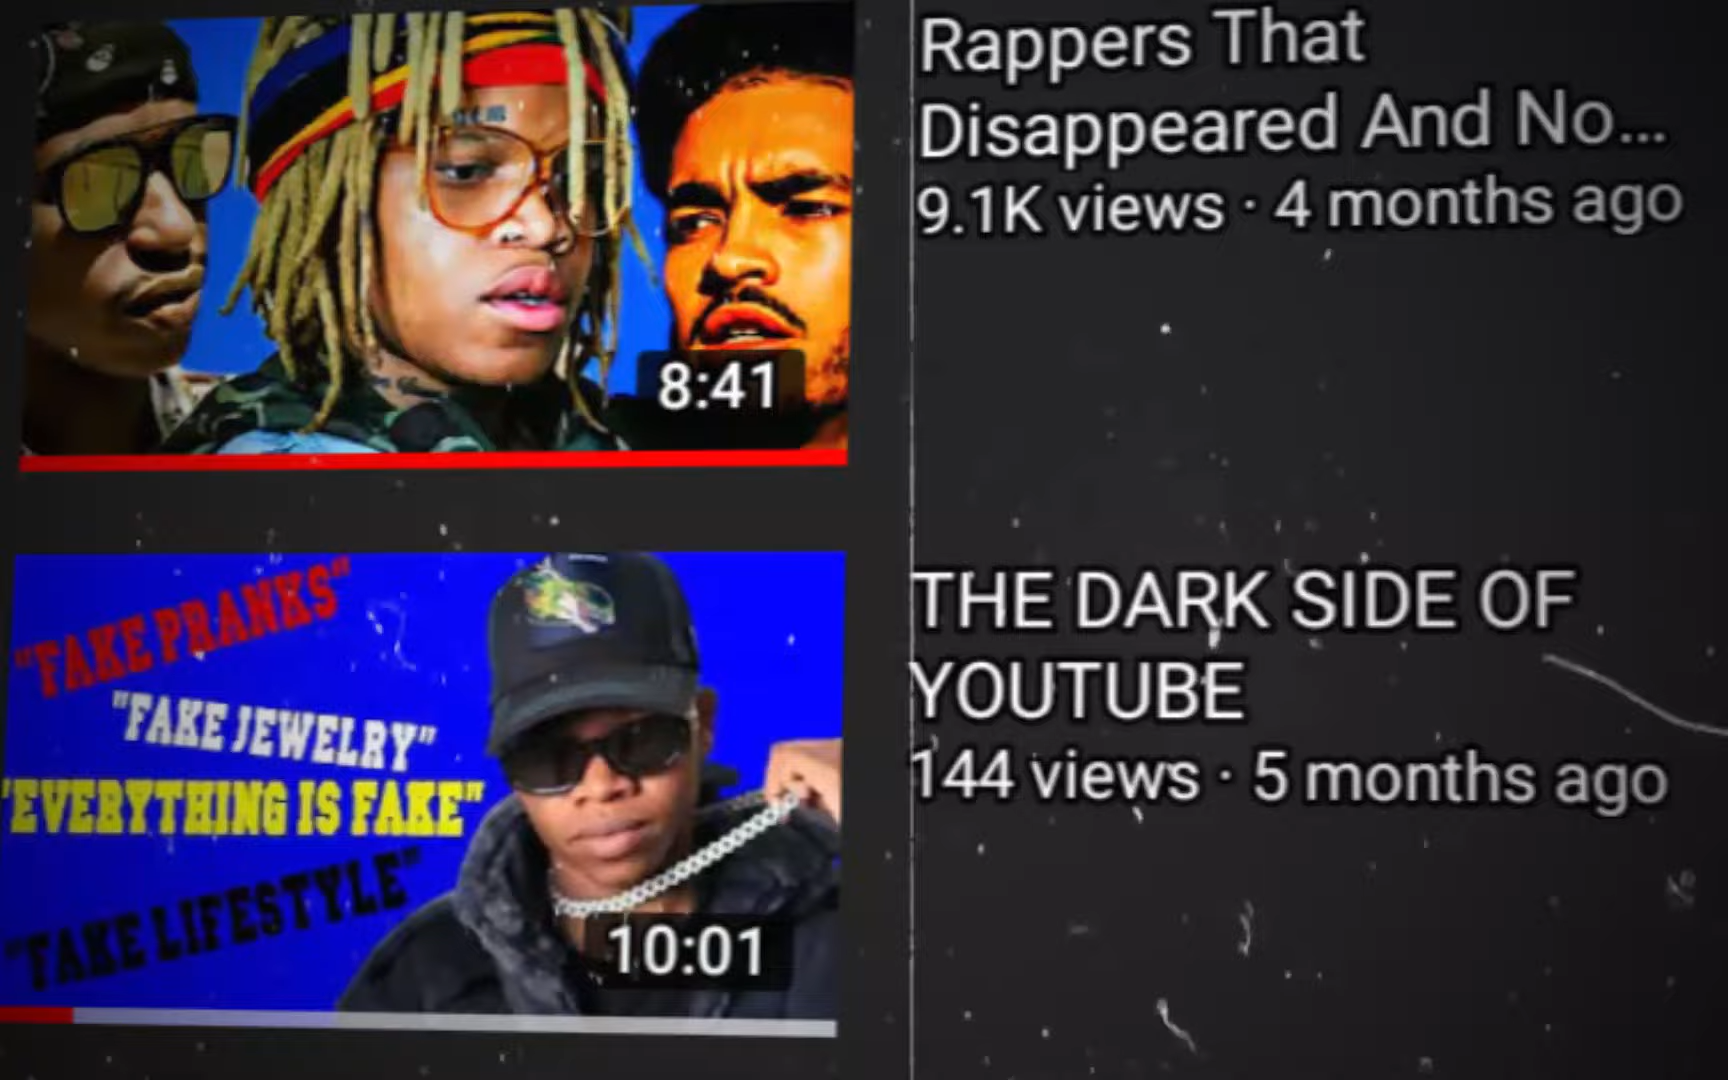 Rappers That
Disappeared And No...
9.1K views · 4 months ago
8:41
"FAKE PRANKS"
"FAKE JEWELRY"
"EVERYTHING IS FAKE"
"FAKE LIFESTYLE"
10:01
THE DARK SIDE OF
YOUTUBE
144 views · 5 months ago